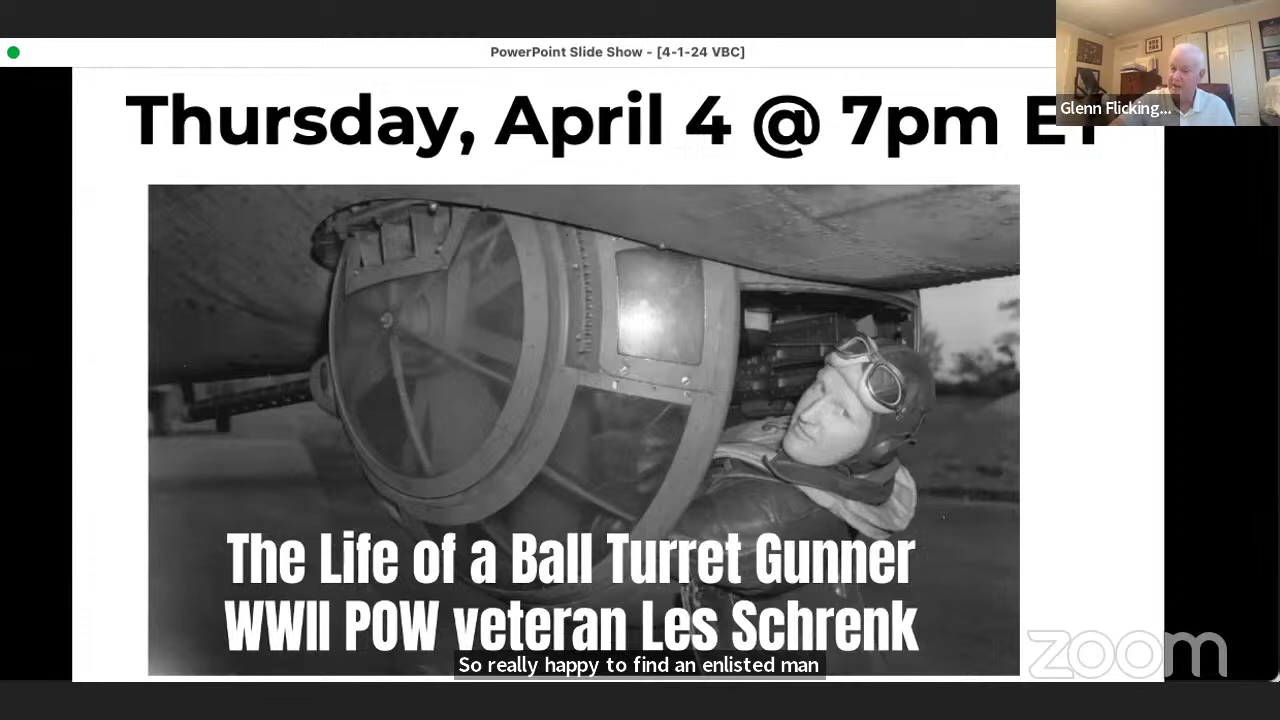 PowerPoint Slide Show - [4-1-24 VBC]
Glenn Flicking...
Thursday, April 4 @ 7pm ET
The Life of a Ball Turret Gunner
WWII POW veteran Les Schrenk
So really happy to find an enlisted man
zoom